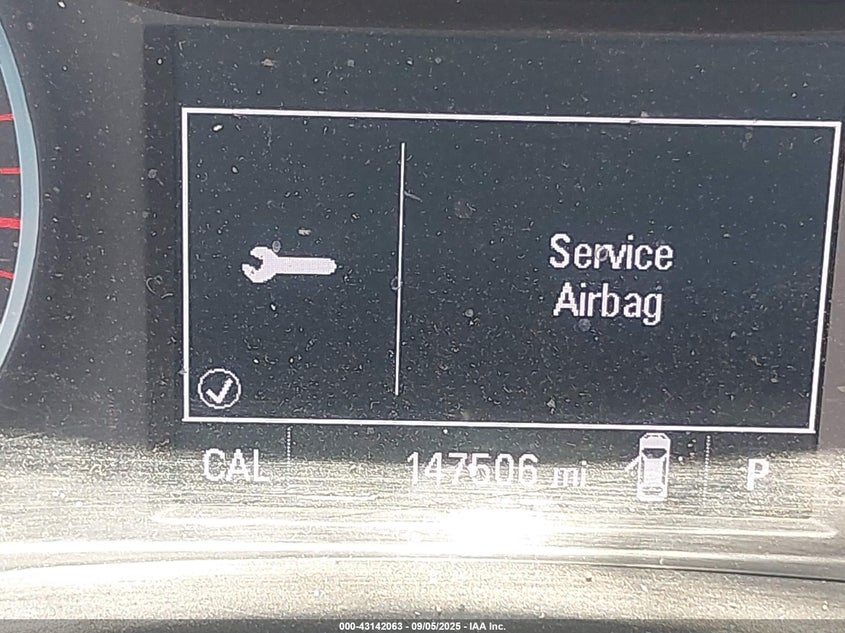 Service
Airbag
CAL 147506 mi P
000-43142063 - 09/05/2025 - IAA Inc.